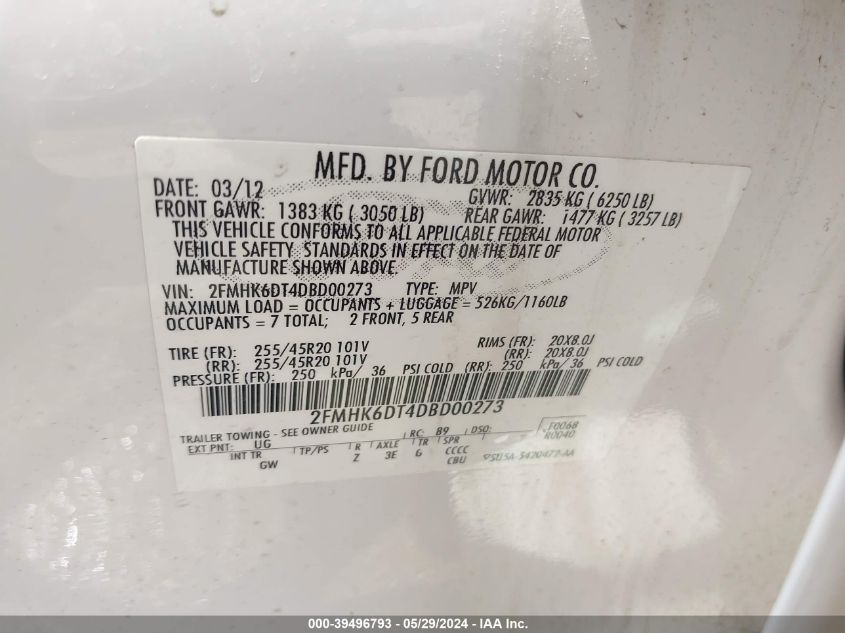 MFD. BY FORD MOTOR CO.
DATE: 03/12 GVWR: 2835 KG ( 6250 LB)
FRONT GAWR: 1383 KG ( 3050 LB) REAR GAWR: 1477 KG ( 3257 LB)
THIS VEHICLE CONFORMS TO ALL APPLICABLE FEDERAL MOTOR
VEHICLE SAFETY STANDARDS IN EFFECT ON THE DATE OF
MANUFACTURE SHOWN ABOVE.
VIN: 2FMHK6DT4DBD00273 TYPE: MPV
MAXIMUM LOAD = OCCUPANTS + LUGGAGE = 526KG/1160LB
OCCUPANTS = 7 TOTAL; 2 FRONT, 5 REAR
TIRE (FR): 255/45R20 101V RIMS (FR): 20X8.0J
(RR): 255/45R20 101V (RR): 20X8.0J
PRESSURE (FR): 250 kPa/ 36 PSI COLD (RR): 250 kPa/ 36 PSI COLD
2FMHK6DT4DBD00273
TRAILER TOWING - SEE OWNER GUIDE RC: B9 DSO: F0068
EXT PNT: UG R0040
INT TR TP/PS R AXLE TR SPR
GW Z 3E 6 CCCC
CBU
000-39496793 - 05/29/2024 - IAA Inc.